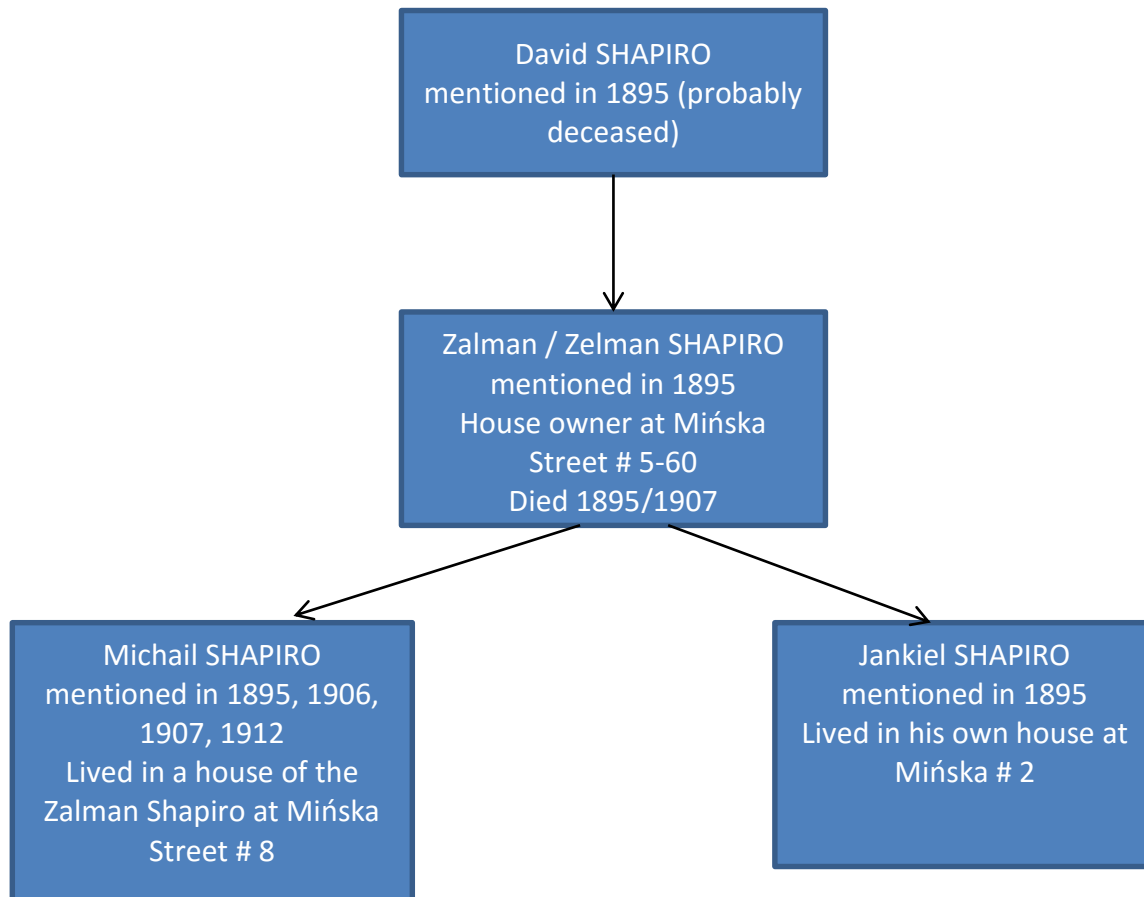 David SHAPIRO
mentioned in 1895 (probably
deceased)
Zalman / Zelman SHAPIRO
mentioned in 1895
House owner at Mińska
Street # 5-60
Died 1895/1907
Michail SHAPIRO
mentioned in 1895, 1906,
1907, 1912
Lived in a house of the
Zalman Shapiro at Mińska
Street # 8
Jankiel SHAPIRO
mentioned in 1895
Lived in his own house at
Mińska # 2